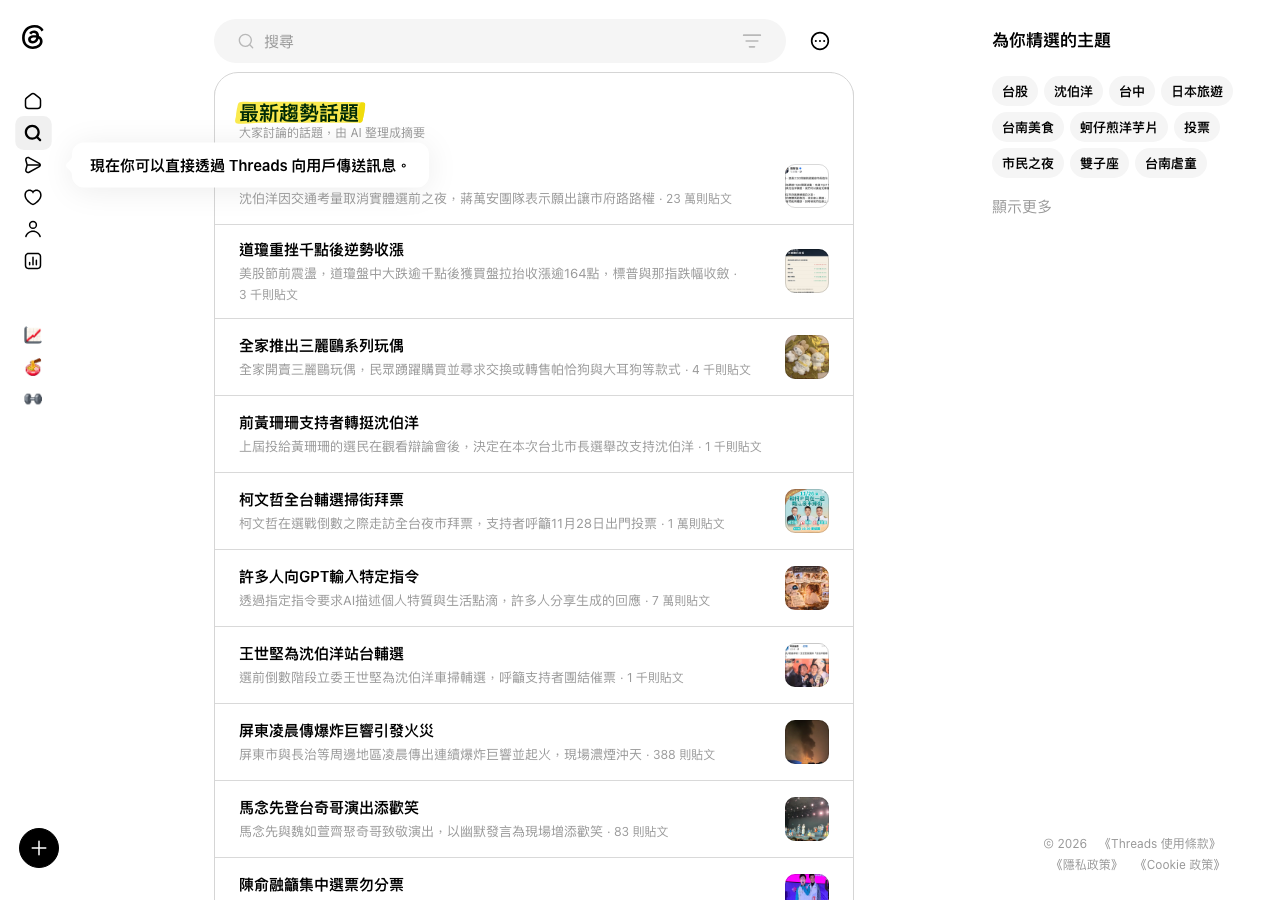 搜尋
最新趨勢話題
大家討論的話題，由 AI 整理成摘要
現在你可以直接透過 Threads 向用戶傳送訊息。
沈伯洋因交通考量取消實體選前之夜，蔣萬安團隊表示願出讓市府路路權 · 23 萬則貼文
道瓊重挫千點後逆勢收漲
美股節前震盪，道瓊盤中大跌逾千點後獲買盤拉抬收漲逾164點，標普與那指跌幅收斂 ·
3 千則貼文
全家推出三麗鷗系列玩偶
全家開賣三麗鷗玩偶，民眾踴躍購買並尋求交換或轉售帕恰狗與大耳狗等款式 · 4 千則貼文
前黃珊珊支持者轉挺沈伯洋
上屆投給黃珊珊的選民在觀看辯論會後，決定在本次台北市長選舉改支持沈伯洋 · 1 千則貼文
柯文哲全台輔選掃街拜票
柯文哲在選戰倒數之際走訪全台夜市拜票，支持者呼籲11月28日出門投票 · 1 萬則貼文
許多人向GPT輸入特定指令
透過指定指令要求AI描述個人特質與生活點滴，許多人分享生成的回應 · 7 萬則貼文
王世堅為沈伯洋站台輔選
選前倒數階段立委王世堅為沈伯洋車掃輔選，呼籲支持者團結催票 · 1 千則貼文
屏東凌晨傳爆炸巨響引發火災
屏東市與長治等周邊地區凌晨傳出連續爆炸巨響並起火，現場濃煙沖天 · 388 則貼文
馬念先登台奇哥演出添歡笑
馬念先與魏如萱齊聚奇哥致敬演出，以幽默發言為現場增添歡笑 · 83 則貼文
陳俞融籲集中選票勿分票
為你精選的主題
台股 沈伯洋 台中 日本旅遊
台南美食 蚵仔煎洋芋片 投票
市民之夜 雙子座 台南虐童
顯示更多
© 2026 《Threads 使用條款》
《隱私政策》 《Cookie 政策》